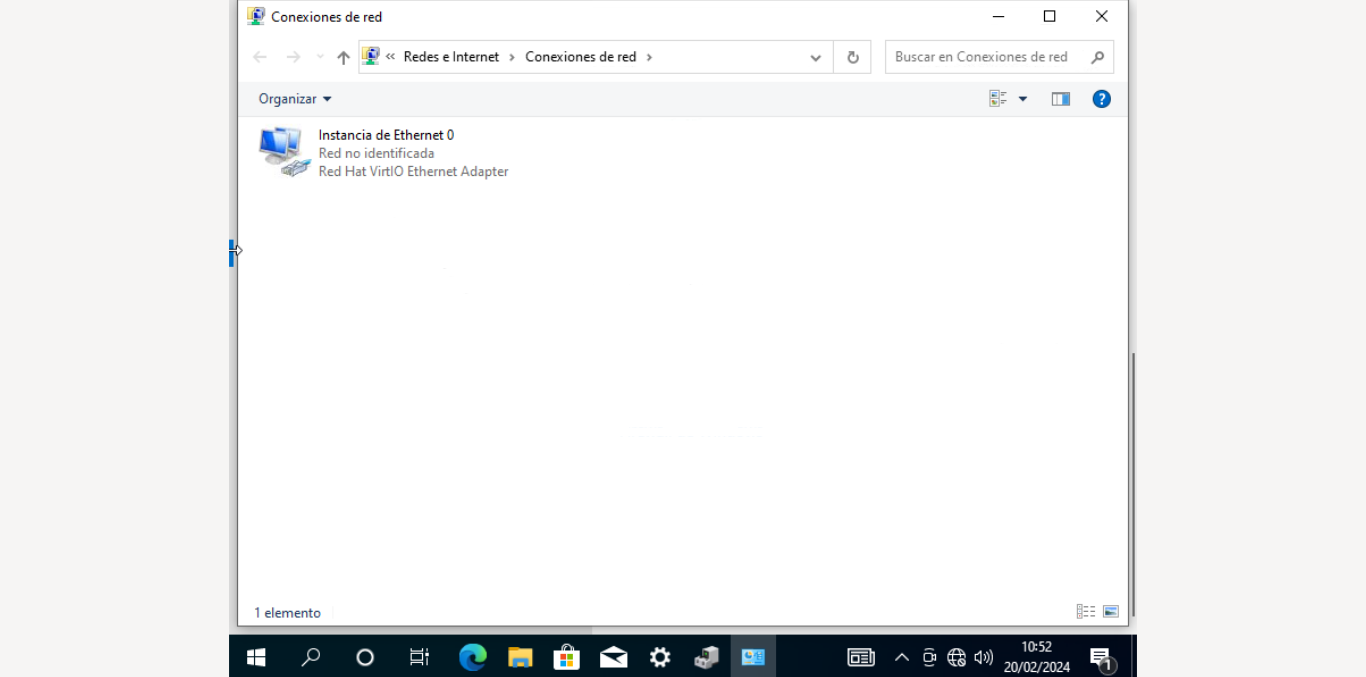 Conexiones de red
« Redes e Internet › Conexiones de red ›
Buscar en Conexiones de red
Organizar
?
Instancia de Ethernet 0
Red no identificada
Red Hat VirtIO Ethernet Adapter
1 elemento
10:52
20/02/2024
1